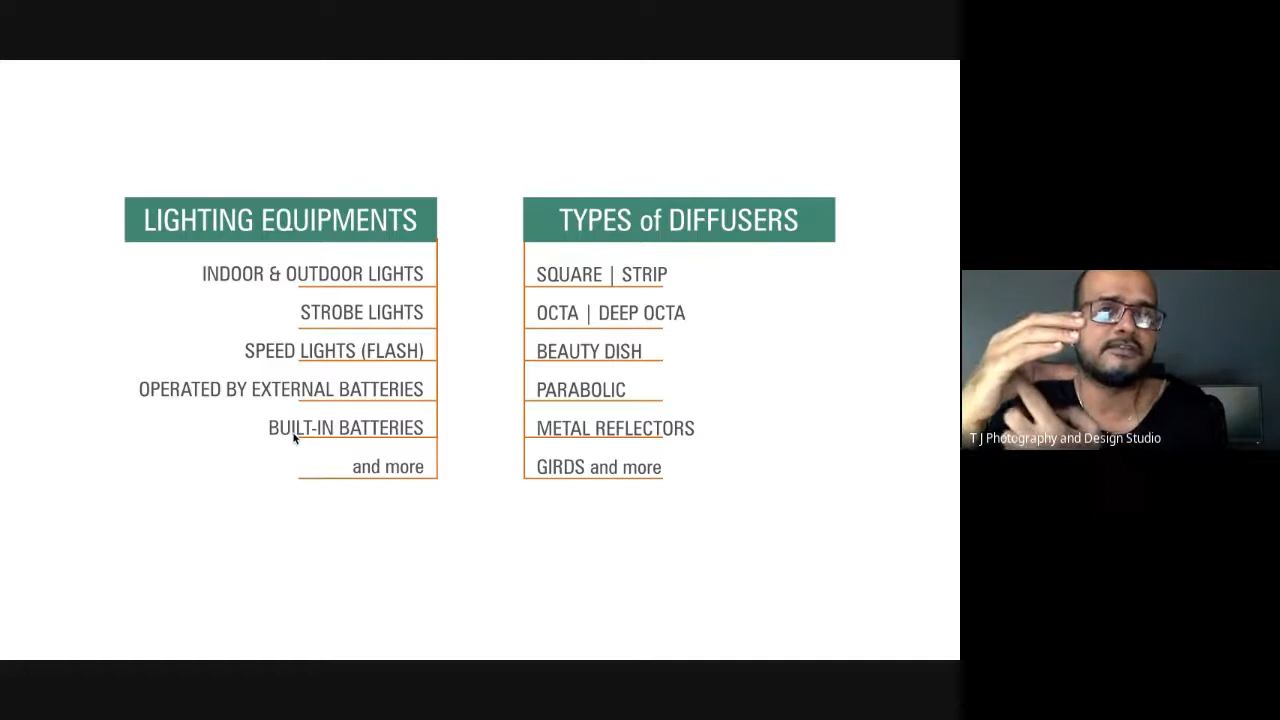 LIGHTING EQUIPMENTS
INDOOR & OUTDOOR LIGHTS
STROBE LIGHTS
SPEED LIGHTS (FLASH)
OPERATED BY EXTERNAL BATTERIES
BUILT-IN BATTERIES
and more
TYPES of DIFFUSERS
SQUARE | STRIP
OCTA | DEEP OCTA
BEAUTY DISH
PARABOLIC
METAL REFLECTORS
GIRDS and more
T J Photography and Design Studio